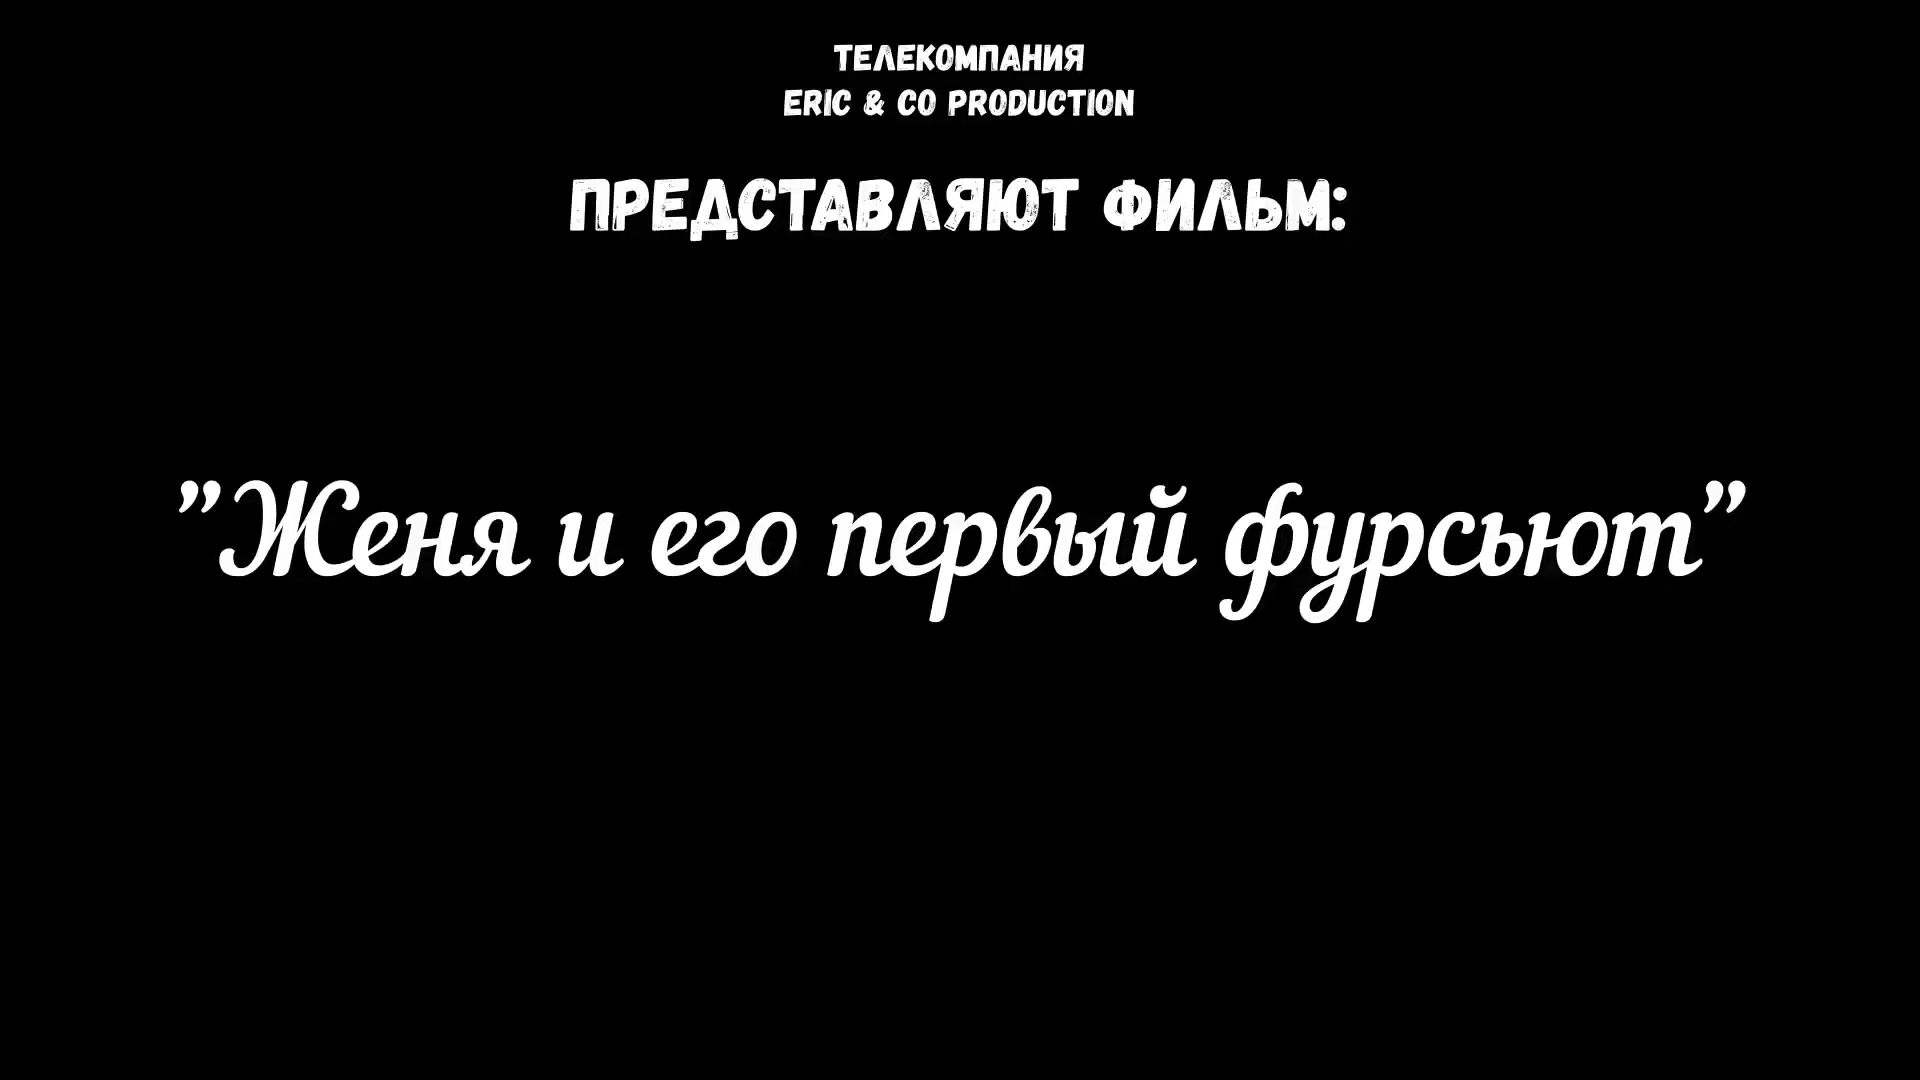 ТЕЛЕКОМПАНИЯ
ERIC & CO PRODUCTION
ПРЕДСТАВЛЯЮТ ФИЛЬМ:
"Женя и его первый фурсьют"